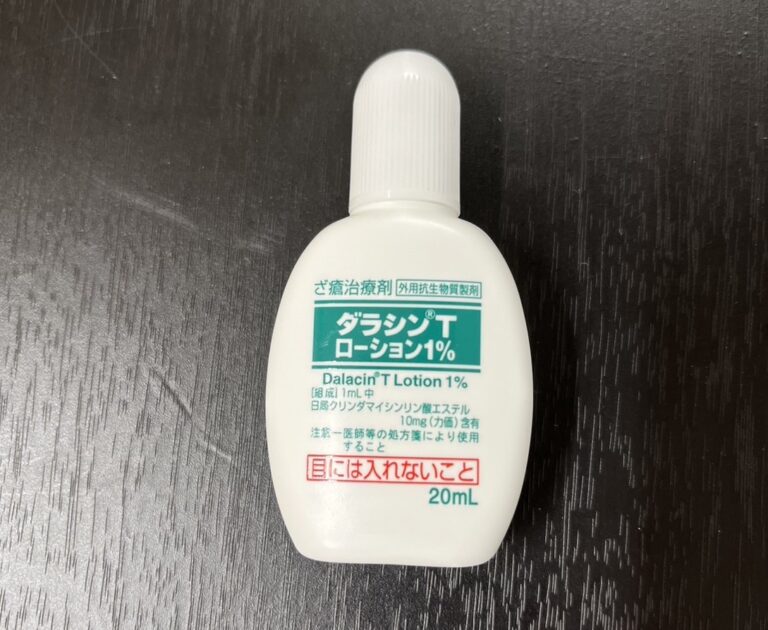 ざ瘡治療剤 外用抗生物質製剤
ダラシン®T
ローション1%
Dalacin®T Lotion 1%
[組成] 1mL中
日局クリンダマイシンリン酸エステル
10mg(力価)含有
注意−医師等の処方箋により使用
すること
目には入れないこと
20mL